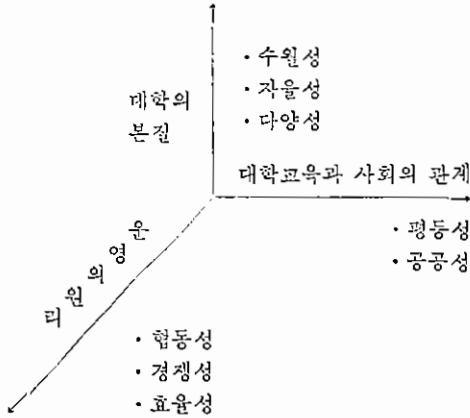 · 수월성
대학의
· 자율성
본질
· 다양성
대학교육과 사회의 관계
· 평등성
· 공공성
운영의 원리
· 협동성
· 경쟁성
· 효율성